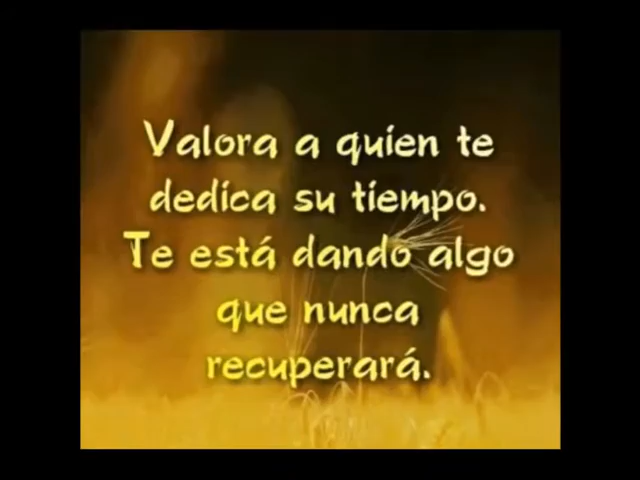 Valora a quien te
dedica su tiempo.
Te está dando algo
que nunca
recuperará.